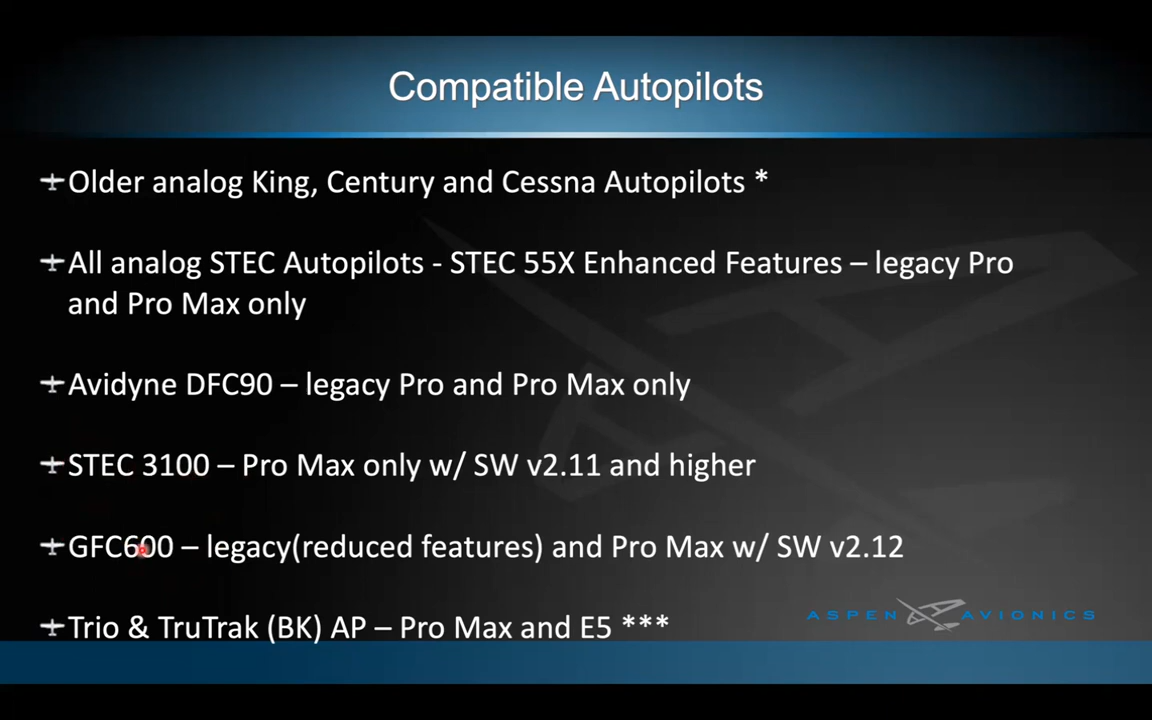 Compatible Autopilots
Older analog King, Century and Cessna Autopilots *
All analog STEC Autopilots - STEC 55X Enhanced Features – legacy Pro
and Pro Max only
Avidyne DFC90 – legacy Pro and Pro Max only
STEC 3100 – Pro Max only w/ SW v2.11 and higher
GFC600 – legacy(reduced features) and Pro Max w/ SW v2.12
ASPEN AVIONICS
Trio & TruTrak (BK) AP – Pro Max and E5 ***